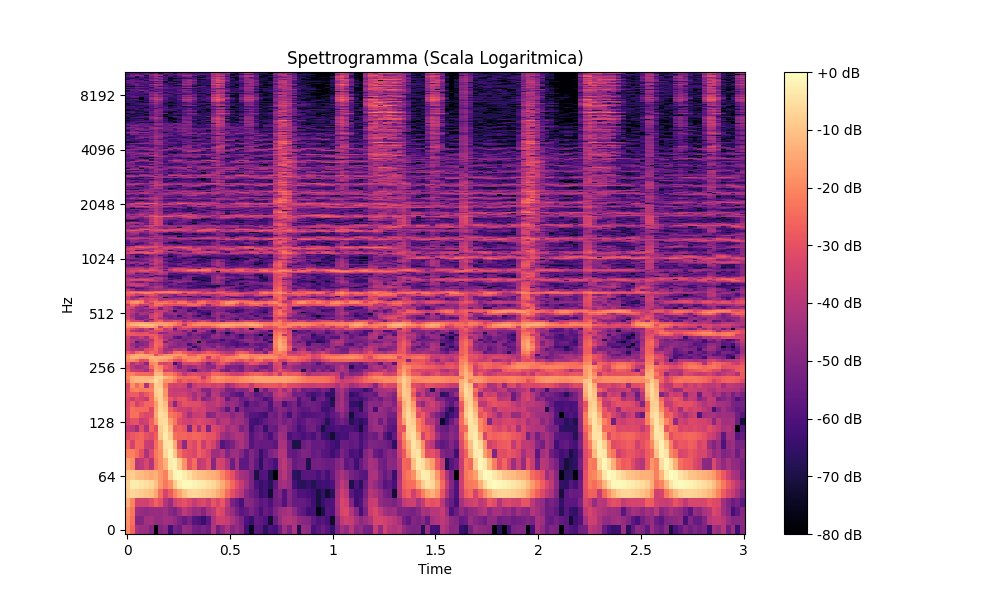 Spettrogramma (Scala Logaritmica)
Hz
8192
4096
2048
1024
512
256
128
64
0
0
0.5
1
1.5
2
2.5
3
Time
+0 dB
-10 dB
-20 dB
-30 dB
-40 dB
-50 dB
-60 dB
-70 dB
-80 dB